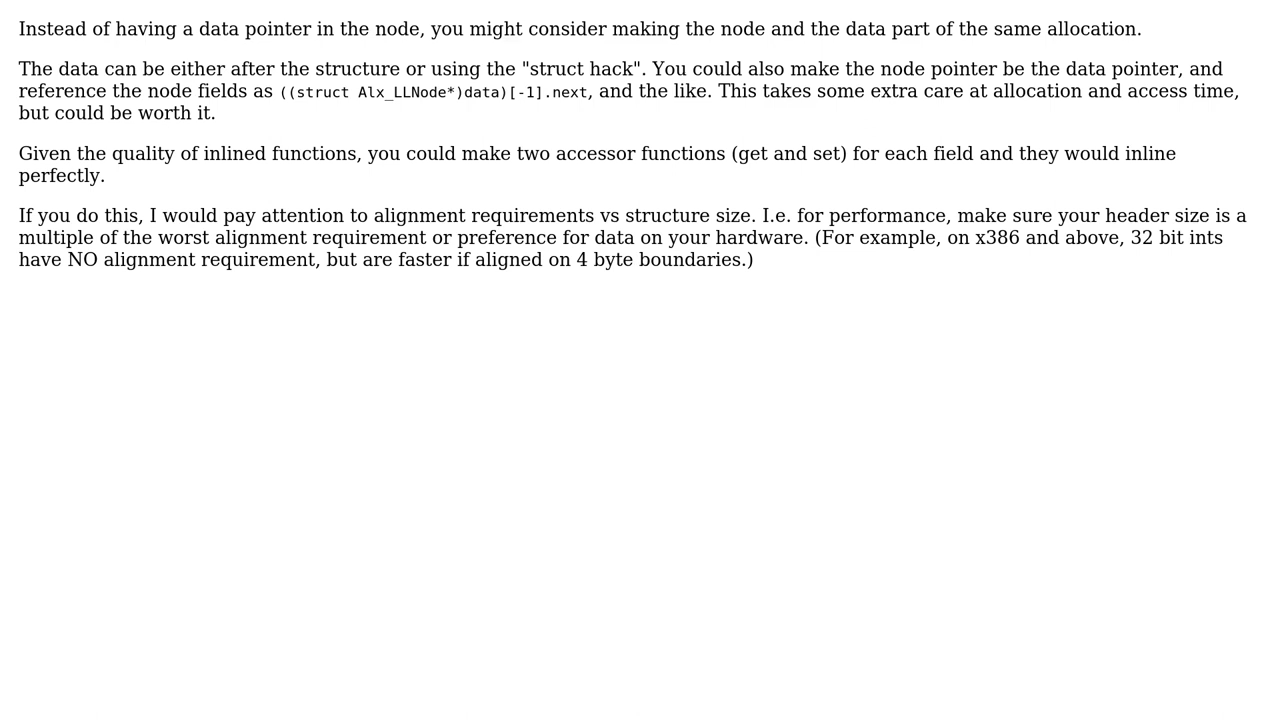 Instead of having a data pointer in the node, you might consider making the node and the data part of the same allocation.
The data can be either after the structure or using the "struct hack". You could also make the node pointer be the data pointer, and
reference the node fields as ((struct Alx_LLNode*)data)[-1].next, and the like. This takes some extra care at allocation and access time,
but could be worth it.
Given the quality of inlined functions, you could make two accessor functions (get and set) for each field and they would inline
perfectly.
If you do this, I would pay attention to alignment requirements vs structure size. I.e. for performance, make sure your header size is a
multiple of the worst alignment requirement or preference for data on your hardware. (For example, on x386 and above, 32 bit ints
have NO alignment requirement, but are faster if aligned on 4 byte boundaries.)